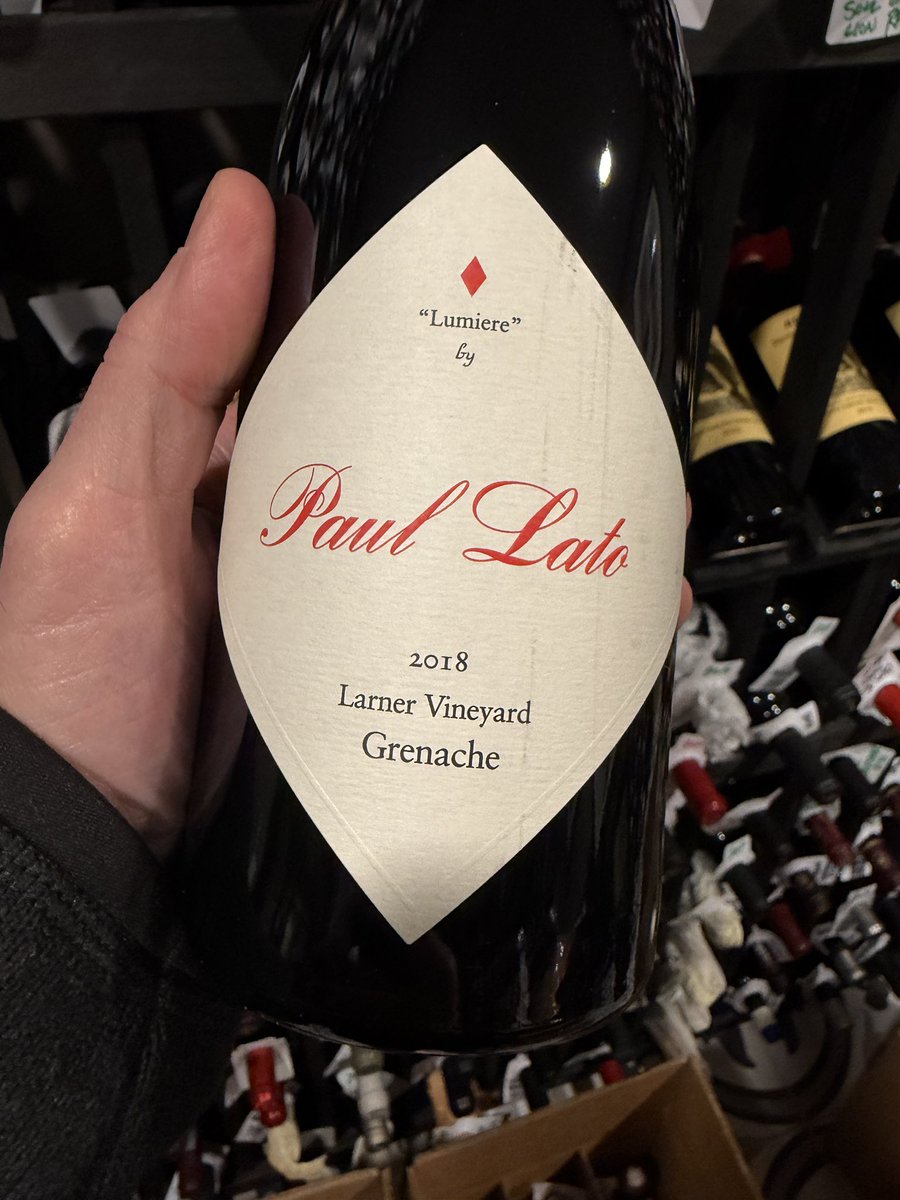 “Lumiere”
by
Paul Lato
2018
Larner Vineyard
Grenache